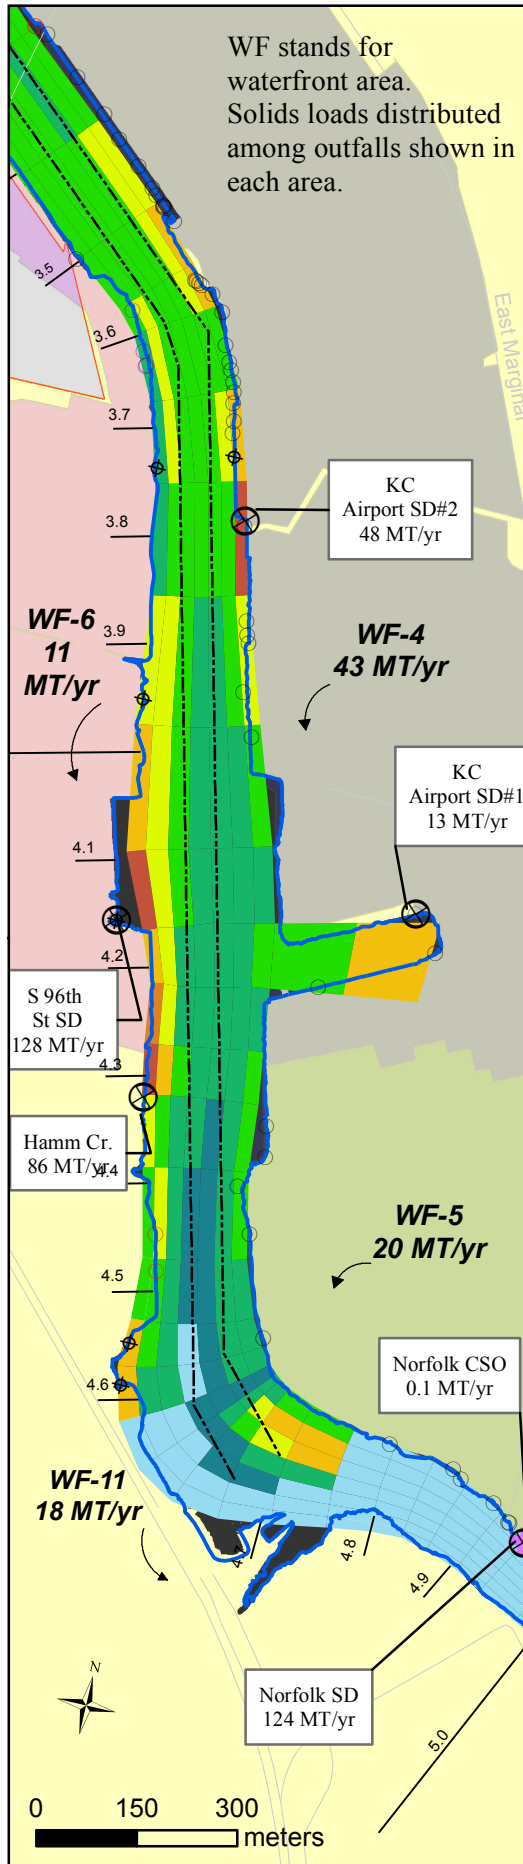 WF stands for
waterfront area.
Solids loads distributed
among outfalls shown in
each area.
3.5
East Marginal
3.6
3.7
KC
Airport SD#2
48 MT/yr
3.8
WF-6
11
MT/yr
3.9
WF-4
43 MT/yr
KC
Airport SD#1
13 MT/yr
4.1
4.2
S 96th
St SD
128 MT/yr
4.3
Hamm Cr.
86 MT/yr
4.4
WF-5
20 MT/yr
4.5
Norfolk CSO
0.1 MT/yr
4.6
WF-11
18 MT/yr
4.7
4.8
4.9
N
Norfolk SD
124 MT/yr
5.0
0 150 300
meters